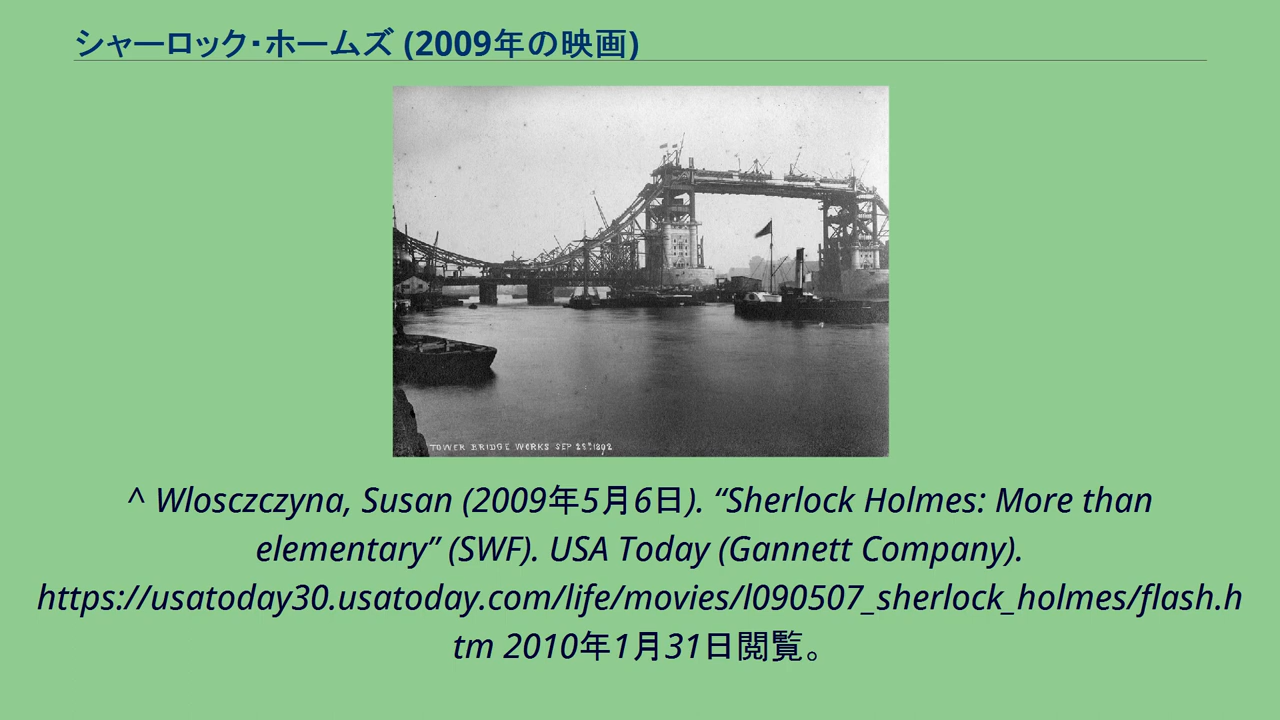 シャーロック・ホームズ (2009年の映画)
TOWER BRIDGE WORKS SEP 28th 1892
^ Wlosczczyna, Susan (2009年5月6日). “Sherlock Holmes: More than
elementary” (SWF). USA Today (Gannett Company).
https://usatoday30.usatoday.com/life/movies/l090507_sherlock_holmes/flash.h
tm 2010年1月31日閲覧。